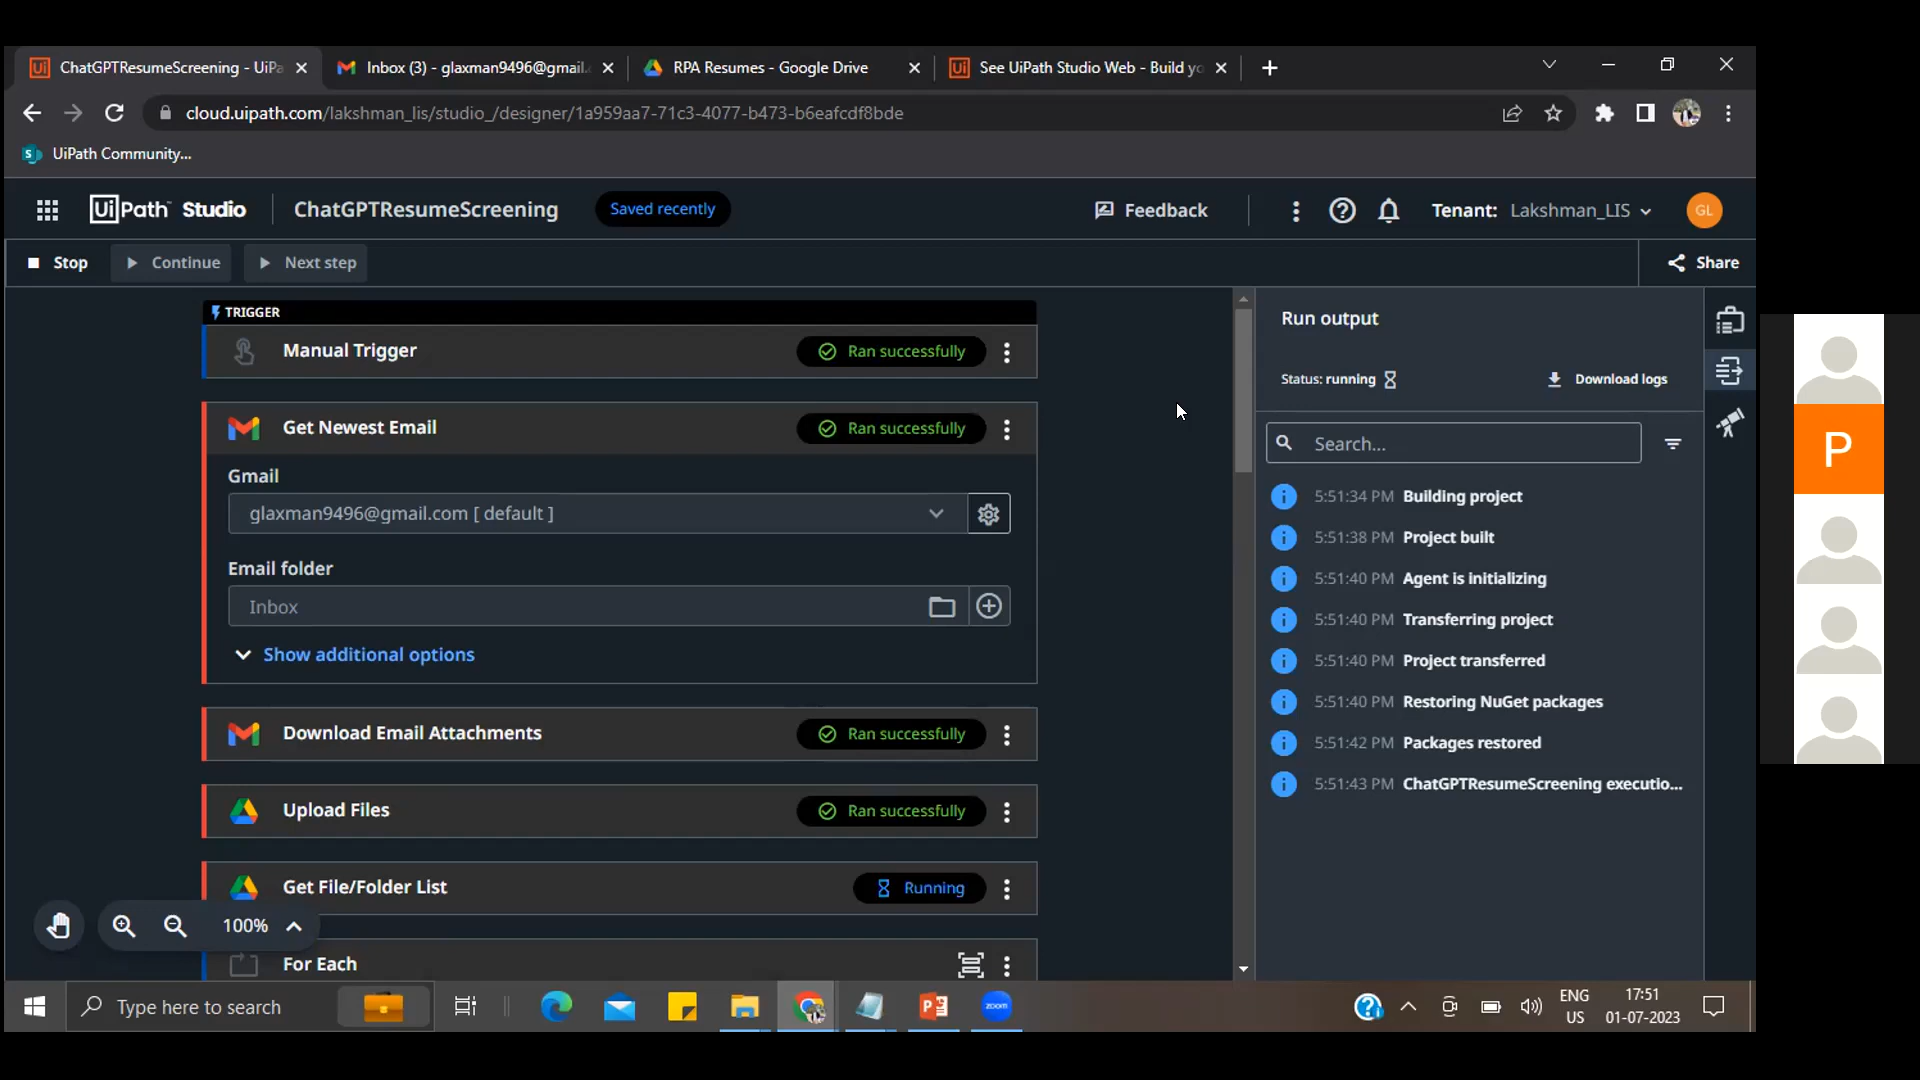 ChatGPTResumeScreening - UiPa
Inbox (3) - glaxman9496@gmail.
RPA Resumes - Google Drive
See UiPath Studio Web - Build yo
cloud.uipath.com/lakshman_lis/studio_/designer/1a959aa7-71c3-4077-b473-b6eafcdf8bde
S
UiPath Community...
UiPath Studio
ChatGPTResumeScreening
Saved recently
Feedback
Tenant: Lakshman_LIS
GL
Stop
Continue
Next step
Share
TRIGGER
Manual Trigger
Ran successfully
Get Newest Email
Ran successfully
Gmail
glaxman9496@gmail.com [ default ]
Email folder
Inbox
Show additional options
Download Email Attachments
Ran successfully
Upload Files
Ran successfully
Get File/Folder List
Running
100%
For Each
Run output
Status: running
Download logs
Search...
5:51:34 PM Building project
5:51:38 PM Project built
5:51:40 PM Agent is initializing
5:51:40 PM Transferring project
5:51:40 PM Project transferred
5:51:40 PM Restoring NuGet packages
5:51:42 PM Packages restored
5:51:43 PM ChatGPTResumeScreening executio...
P
Type here to search
zoom
ENG
US
17:51
01-07-2023